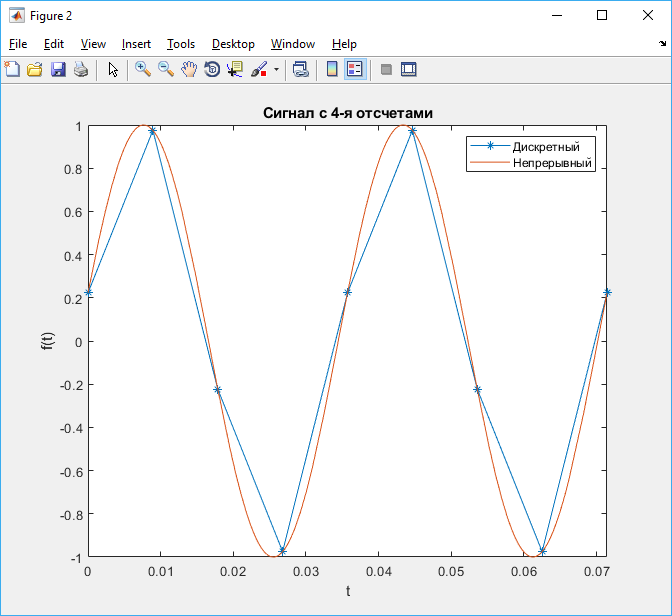 Figure 2
File Edit View Insert Tools Desktop Window Help
Сигнал с 4-я отсчетами
Дискретный
Непрерывный
1
0.8
0.6
0.4
0.2
0
-0.2
-0.4
-0.6
-0.8
-1
f(t)
0 0.01 0.02 0.03 0.04 0.05 0.06 0.07
t